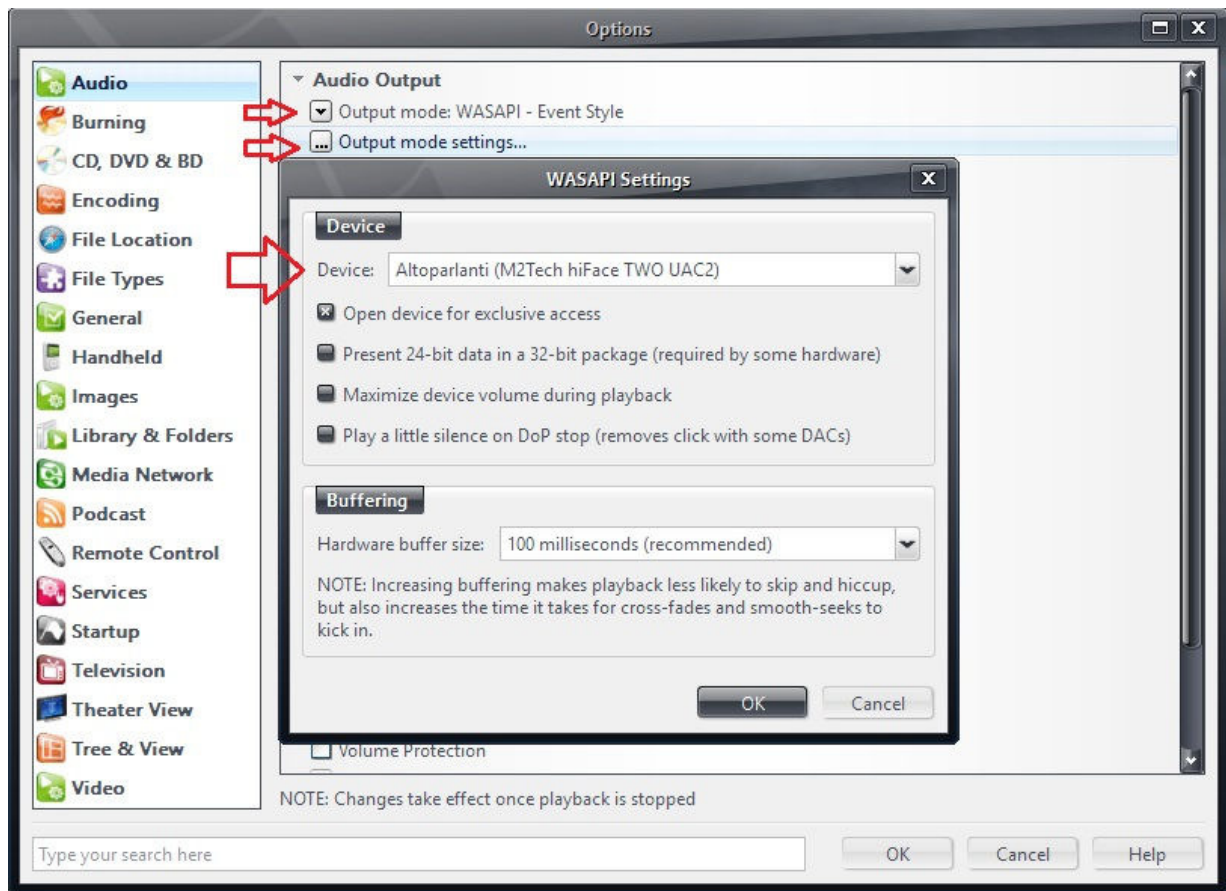 Options
Audio
Burning
CD, DVD & BD
Encoding
File Location
File Types
General
Handheld
Images
Library & Folders
Media Network
Podcast
Remote Control
Services
Startup
Television
Theater View
Tree & View
Video
Audio Output
Output mode: WASAPI - Event Style
Output mode settings...
WASAPI Settings
Device
Device: Altoparlanti (M2Tech hiFace TWO UAC2)
Open device for exclusive access
Present 24-bit data in a 32-bit package (required by some hardware)
Maximize device volume during playback
Play a little silence on DoP stop (removes click with some DACs)
Buffering
Hardware buffer size: 100 milliseconds (recommended)
NOTE: Increasing buffering makes playback less likely to skip and hiccup,
but also increases the time it takes for cross-fades and smooth-seeks to
kick in.
OK Cancel
Volume Protection
NOTE: Changes take effect once playback is stopped
Type your search here
OK Cancel Help